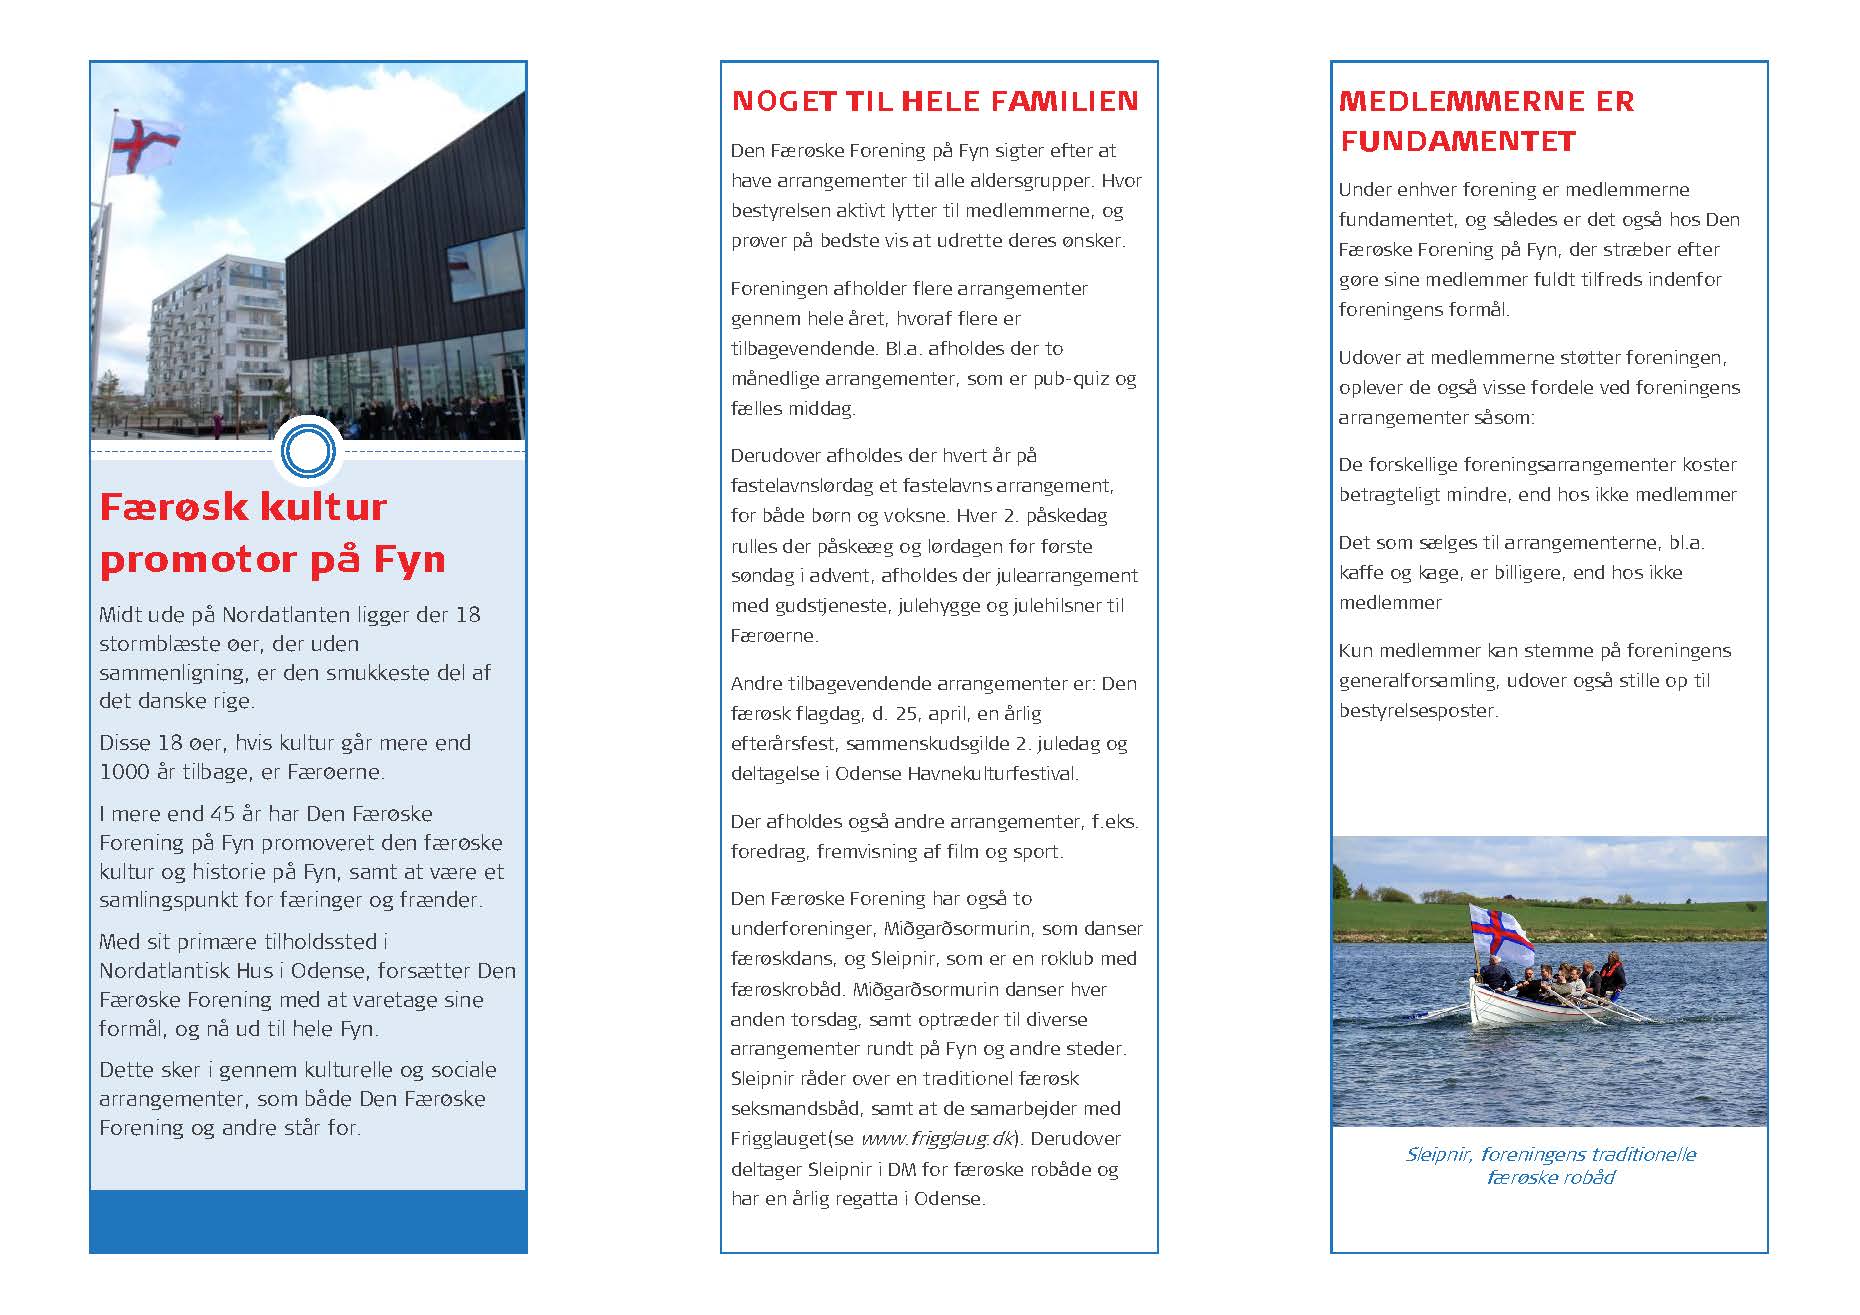 Færøsk kultur
promotor på Fyn
Midt ude på Nordatlanten ligger der 18
stormblæste øer, der uden
sammenligning, er den smukkeste del af
det danske rige.
Disse 18 øer, hvis kultur går mere end
1000 år tilbage, er Færøerne.
I mere end 45 år har Den Færøske
Forening på Fyn promoveret den færøske
kultur og historie på Fyn, samt at være et
samlingspunkt for færinger og frænder.
Med sit primære tilholdssted i
Nordatlantisk Hus i Odense, forsætter Den
Færøske Forening med at varetage sine
formål, og nå ud til hele Fyn.
Dette sker i gennem kulturelle og sociale
arrangementer, som både Den Færøske
Forening og andre står for.
NOGET TIL HELE FAMILIEN
Den Færøske Forening på Fyn sigter efter at
have arrangementer til alle aldersgrupper. Hvor
bestyrelsen aktivt lytter til medlemmerne, og
prøver på bedste vis at udrette deres ønsker.
Foreningen afholder flere arrangementer
gennem hele året, hvoraf flere er
tilbagevendende. Bl.a. afholdes der to
månedlige arrangementer, som er pub-quiz og
fælles middag.
Derudover afholdes der hvert år på
fastelavnslørdag et fastelavns arrangement,
for både børn og voksne. Hver 2. påskedag
rulles der påskeæg og lørdagen før første
søndag i advent, afholdes der julearrangement
med gudstjeneste, julehygge og julehilsner til
Færøerne.
Andre tilbagevendende arrangementer er: Den
færøsk flagdag, d. 25, april, en årlig
efterårsfest, sammenskudsgilde 2. juledag og
deltagelse i Odense Havnekulturfestival.
Der afholdes også andre arrangementer, f.eks.
foredrag, fremvisning af film og sport.
Den Færøske Forening har også to
underforeninger, Miðgarðsormurin, som danser
færøskdans, og Sleipnir, som er en roklub med
færøskrobåd. Miðgarðsormurin danser hver
anden torsdag, samt optræder til diverse
arrangementer rundt på Fyn og andre steder.
Sleipnir råder over en traditionel færøsk
seksmandsbåd, samt at de samarbejder med
Frigglauget(se www.frigglaug.dk). Derudover
deltager Sleipnir i DM for færøske robåde og
har en årlig regatta i Odense.
MEDLEMMERNE ER
FUNDAMENTET
Under enhver forening er medlemmerne
fundamentet, og således er det også hos Den
Færøske Forening på Fyn, der stræber efter
gøre sine medlemmer fuldt tilfreds indenfor
foreningens formål.
Udover at medlemmerne støtter foreningen,
oplever de også visse fordele ved foreningens
arrangementer såsom:
De forskellige foreningsarrangementer koster
betragteligt mindre, end hos ikke medlemmer
Det som sælges til arrangementerne, bl.a.
kaffe og kage, er billigere, end hos ikke
medlemmer
Kun medlemmer kan stemme på foreningens
generalforsamling, udover også stille op til
bestyrelsesposter.
Sleipnir, foreningens traditionelle
færøske robåd